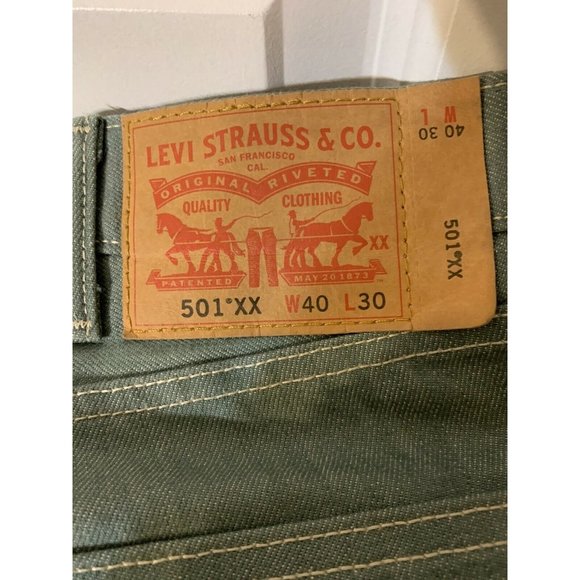 LEVI STRAUSS & CO.
SAN FRANCISCO
CAL.
ORIGINAL RIVETED
QUALITY CLOTHING
XX
PATENTED MAY 20 1873
501®XX W40 L30
W L
40 30
501®XX